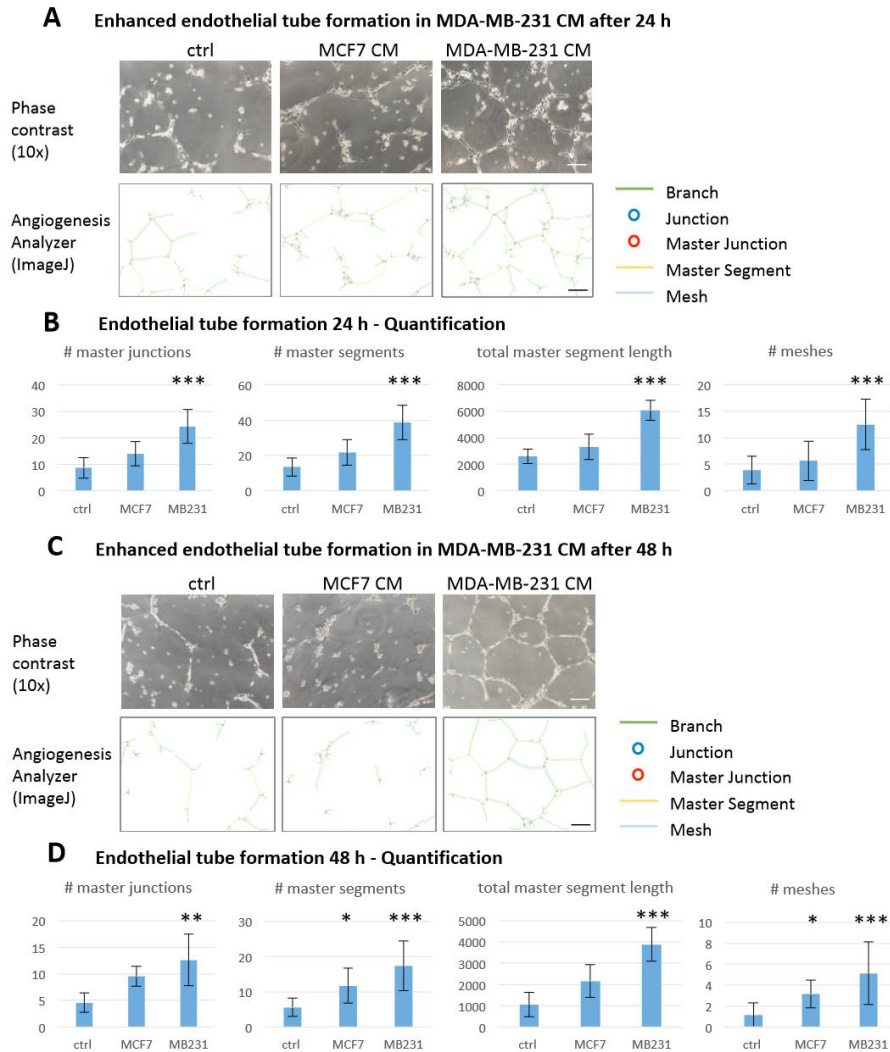 A Enhanced endothelial tube formation in MDA-MB-231 CM after 24 h
ctrl MCF7 CM MDA-MB-231 CM
Phase
contrast
(10x)
Angiogenesis
Analyzer
(ImageJ)
Branch
Junction
Master Junction
Master Segment
Mesh
B Endothelial tube formation 24 h - Quantification
# master junctions
40
30
20
10
0
***
ctrl MCF7 MB231
# master segments
60
40
20
0
***
ctrl MCF7 MB231
total master segment length
8000
6000
4000
2000
0
***
ctrl MCF7 MB231
# meshes
20
15
10
5
0
***
ctrl MCF7 MB231
C Enhanced endothelial tube formation in MDA-MB-231 CM after 48 h
ctrl MCF7 CM MDA-MB-231 CM
Phase
contrast
(10x)
Angiogenesis
Analyzer
(ImageJ)
Branch
Junction
Master Junction
Master Segment
Mesh
D Endothelial tube formation 48 h - Quantification
# master junctions
20
15
10
5
0
**
ctrl MCF7 MB231
# master segments
30
20
10
0
* ***
ctrl MCF7 MB231
total master segment length
5000
4000
3000
2000
1000
0
***
ctrl MCF7 MB231
# meshes
10
8
6
4
2
0
* ***
ctrl MCF7 MB231